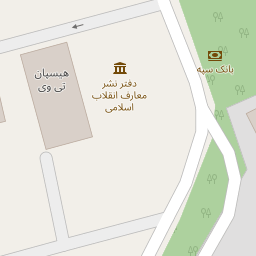 هیسپان
تی وی
دفتر نشر
معارف انقلاب
اسلامی
بانک سپه